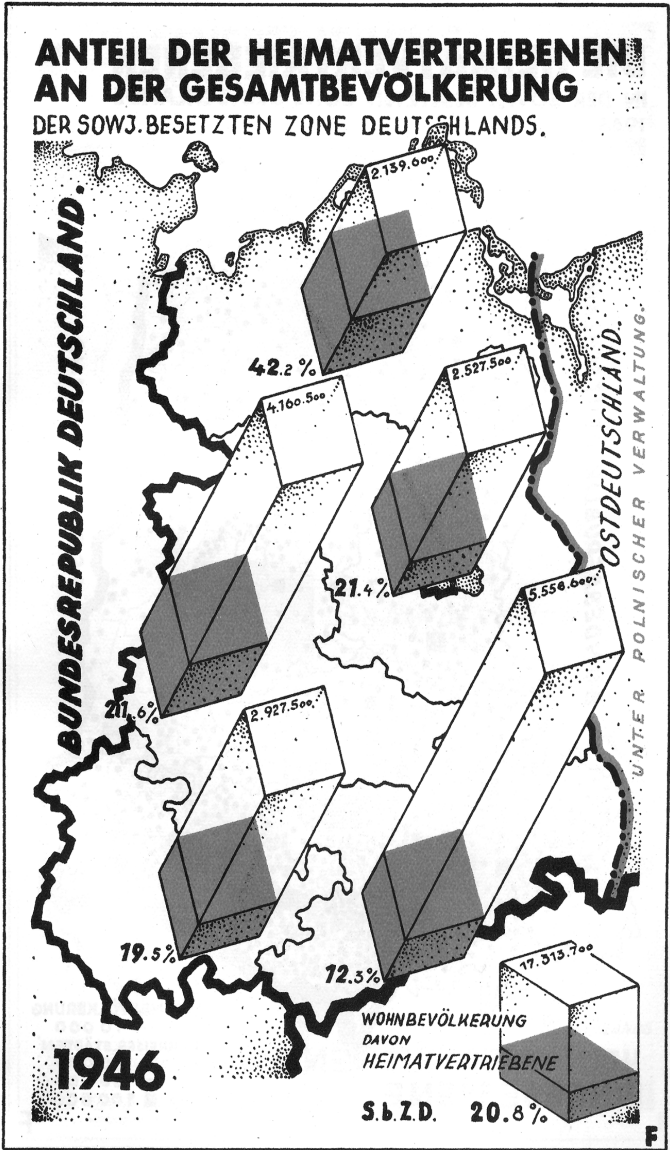 ANTEIL DER HEIMATVERTRIEBENEN
AN DER GESAMTBEVÖLKERUNG
DER SOWJ. BESETZTEN ZONE DEUTSCHLANDS.
BUNDESREPUBLIK DEUTSCHLAND.
2.139.600
42.2%
4.160.500
2.527.500.
OSTDEUTSCHLAND.
UNTER POLNISCHER VERWALTUNG.
21.4%
5.558.600.
2.927.500.
19.5%
12.3%
17.313.700
WOHNBEVÖLKERUNG
DAVON
HEIMATVERTRIEBENE
1946
S.b.Z.D. 20.8%
F